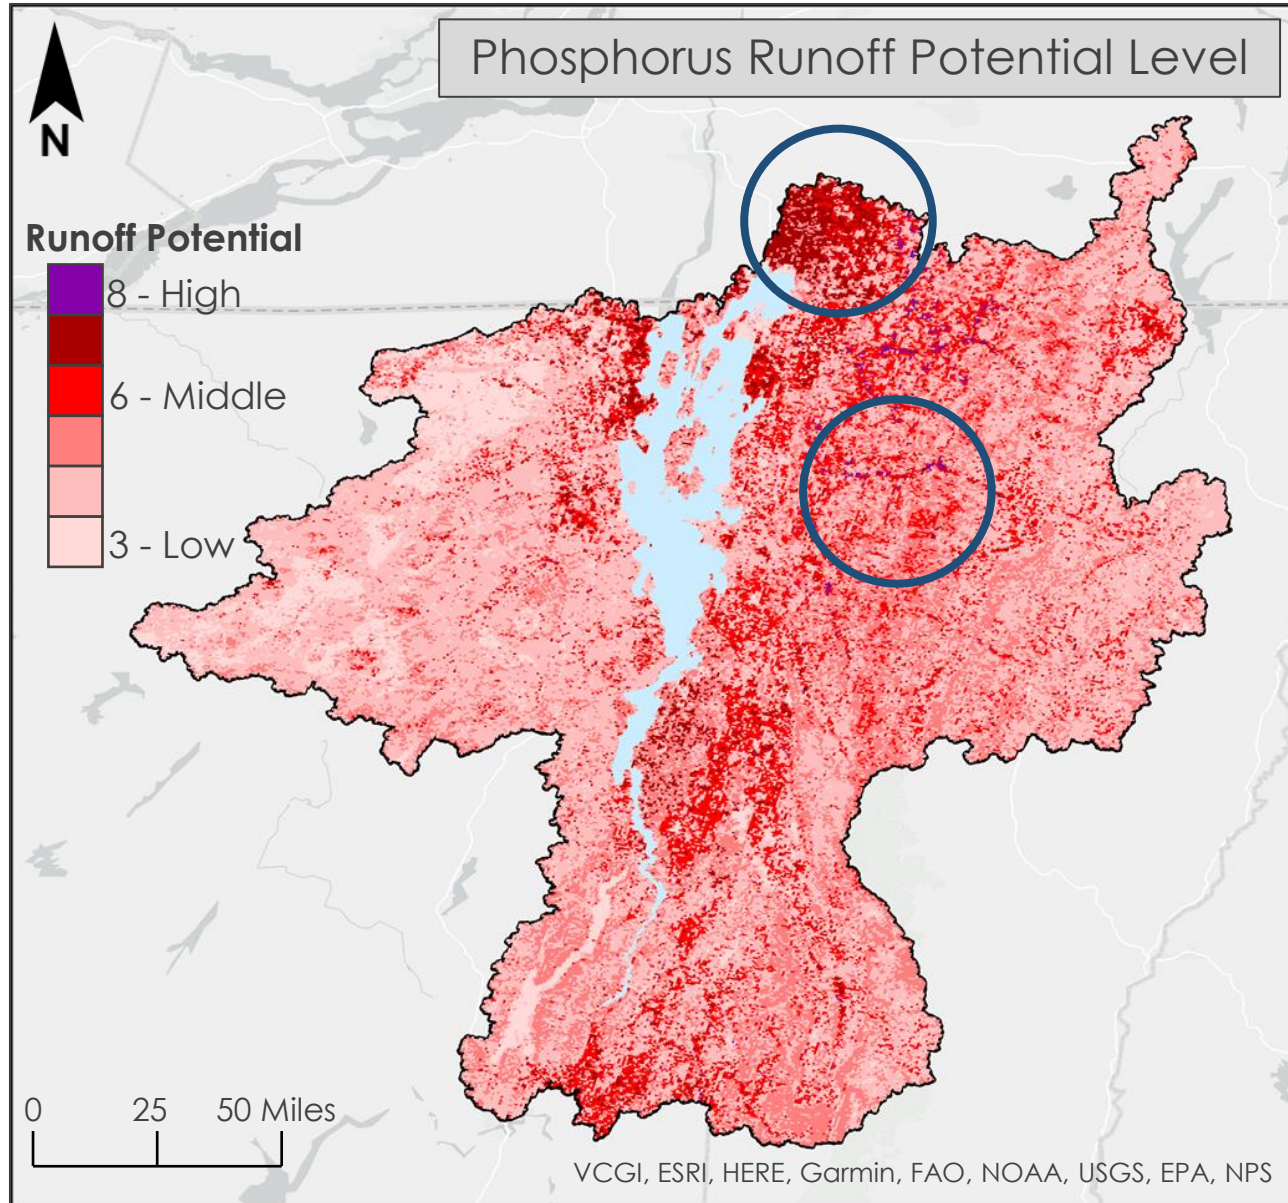 Phosphorus Runoff Potential Level
N
Runoff Potential
8 - High
6 - Middle
3 - Low
0 25 50 Miles
VCGI, ESRI, HERE, Garmin, FAO, NOAA, USGS, EPA, NPS